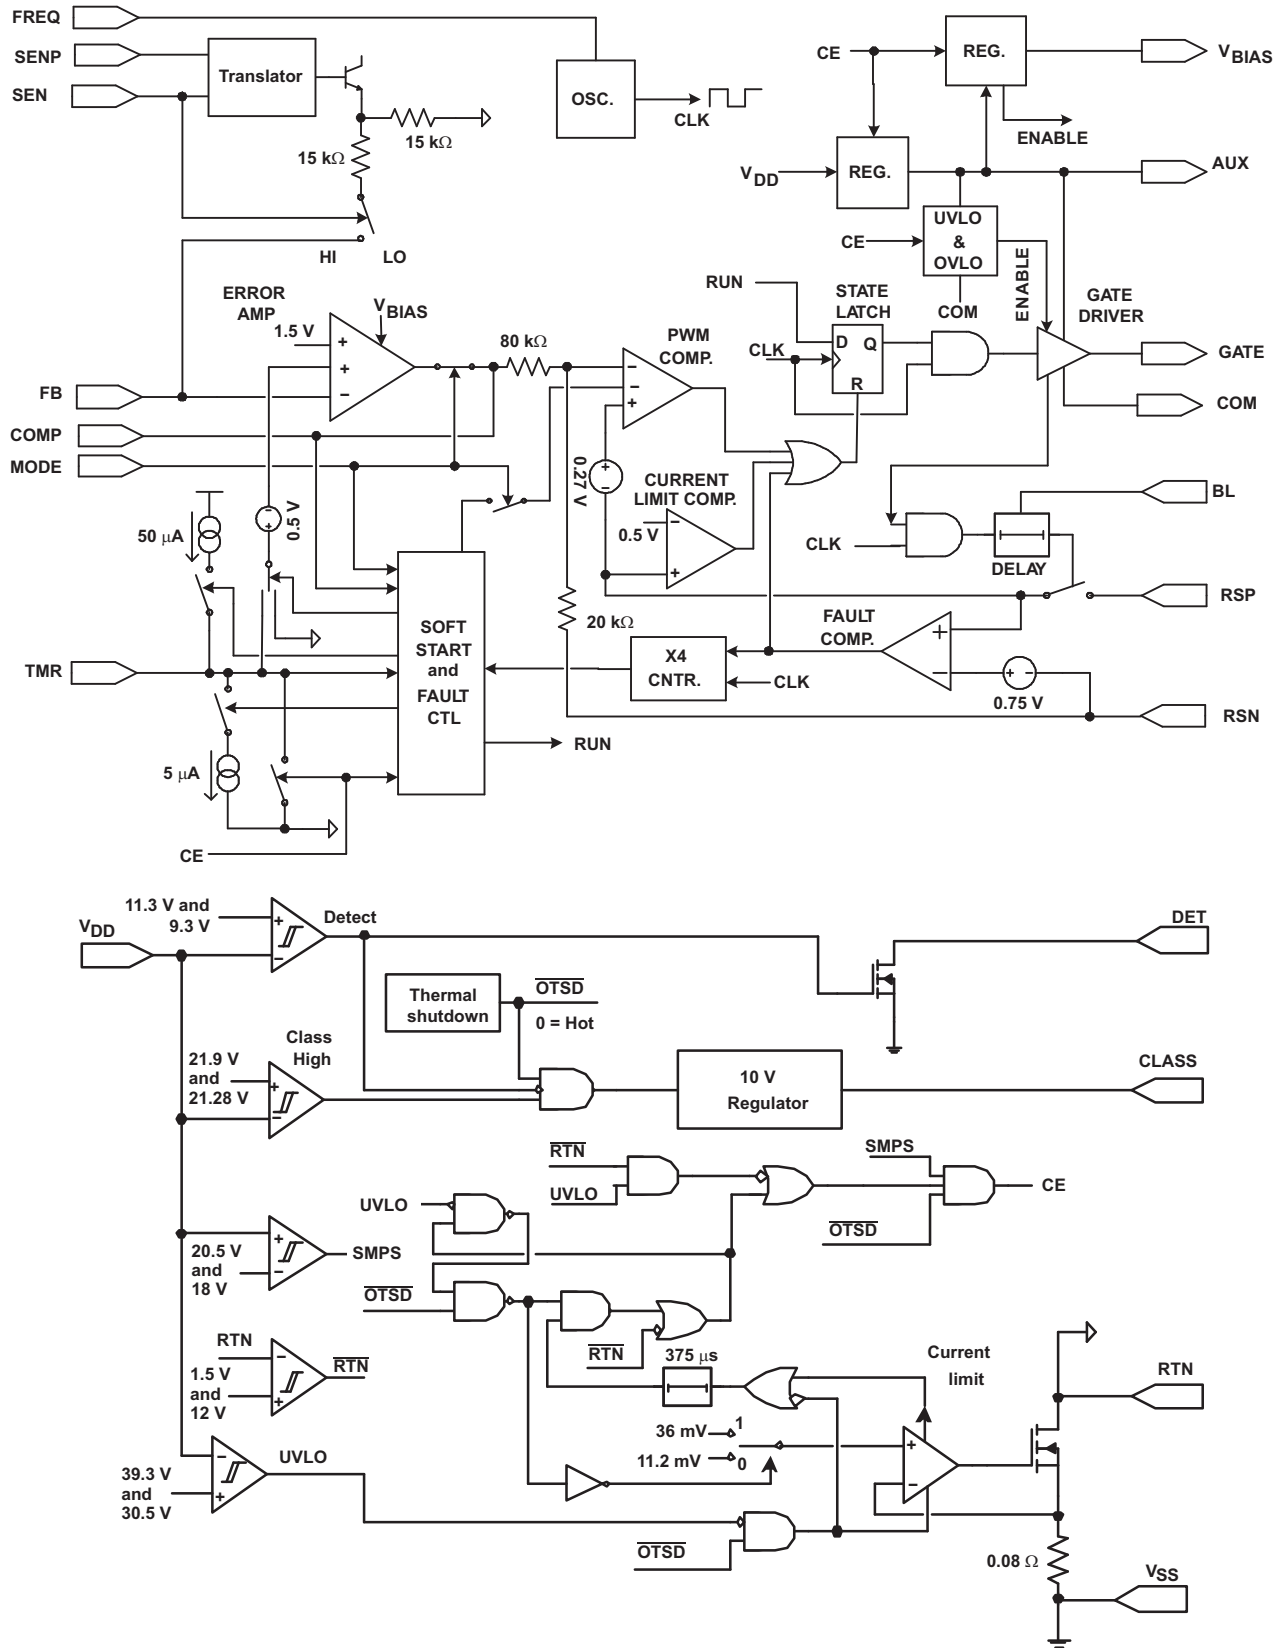 FREQ
SENP
SEN
Translator
15 kΩ
15 kΩ
OSC.
CLK
CE
REG.
VBIAS
ENABLE
VDD
REG.
AUX
CE
UVLO
&
OVLO
COM
ENABLE
HI
LO
ERROR
AMP
VBIAS
1.5 V
+
+
−
80 kΩ
PWM
COMP.
−
−
+
RUN
STATE
LATCH
D
Q
R
CLK
GATE
DRIVER
GATE
COM
FB
COMP
MODE
50 µA
0.5 V
+
−
0.27 V
+
−
CURRENT
LIMIT COMP.
0.5 V
−
+
BL
CLK
DELAY
RSP
20 kΩ
FAULT
COMP.
+
−
+ −
0.75 V
RSN
TMR
SOFT
START
and
FAULT
CTL
X4
CNTR.
CLK
RUN
5 µA
CE
VDD
11.3 V and
9.3 V
+
−
Detect
DET
Thermal
shutdown
OTSD
0 = Hot
Class
High
21.9 V
and
21.28 V
+
−
10 V
Regulator
CLASS
RTN
UVLO
SMPS
OTSD
CE
UVLO
20.5 V
and
18 V
+
−
SMPS
OTSD
RTN
RTN
1.5 V
and
12 V
−
+
RTN
375 µs
Current
limit
RTN
36 mV
1
11.2 mV
0
+
−
UVLO
39.3 V
and
30.5 V
−
+
OTSD
0.08 Ω
VSS